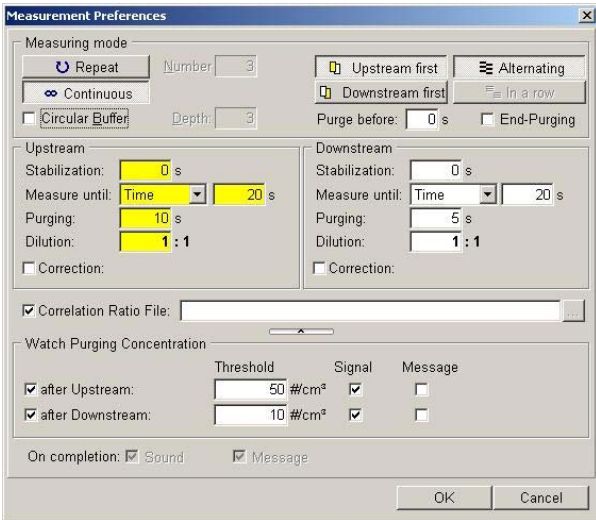 Measurement Preferences
Measuring mode
Repeat Number 3 Upstream first Alternating
Continuous Downstream first In a row
Circular Buffer Depth: 3 Purge before: 0 s End-Purging
Upstream Downstream
Stabilization: 0 s Stabilization: 0 s
Measure until: Time 20 s Measure until: Time 20 s
Purging: 10 s Purging: 5 s
Dilution: 1 : 1 Dilution: 1 : 1
Correction: Correction:
Correlation Ratio File: ...
Watch Purging Concentration
Threshold Signal Message
after Upstream: 50 #/cm³
after Downstream: 10 #/cm³
On completion: Sound Message
OK Cancel